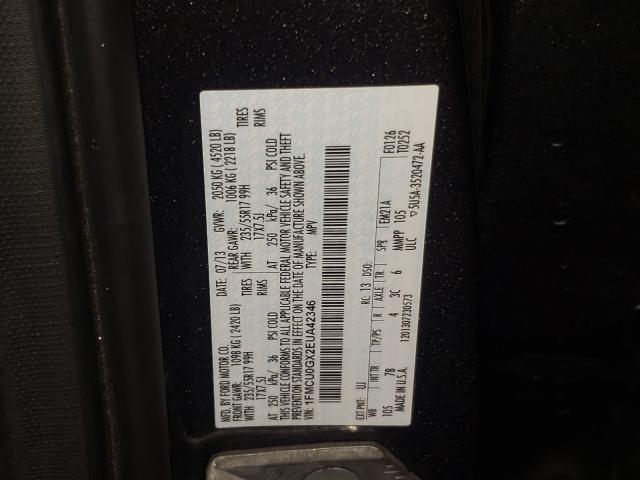 MFD. BY FORD MOTOR CO.
DATE: 07/13 GVWR: 2050 KG ( 4520 LB)
FRONT GAWR: 1098 KG ( 2420 LB) REAR GAWR: 1006 KG ( 2218 LB)
WITH 235/55R17 99H TIRES WITH 235/55R17 99H TIRES
17X7.5J RIMS 17X7.5J RIMS
AT 250 kPa/ 36 PSI COLD AT 250 kPa/ 36 PSI COLD
THIS VEHICLE CONFORMS TO ALL APPLICABLE FEDERAL MOTOR VEHICLE SAFETY AND THEFT
PREVENTION STANDARDS IN EFFECT ON THE DATE OF MANUFACTURE SHOWN ABOVE.
VIN: 1FMCU0GX2EUA42346 TYPE: MPV
F0126
T0252
EXT PNT: UJ RC: 13 DSO:
WB INT TR TP/PS R AXLE TR SPR EM21A
105 7B 4 3C 6 MMPP 105
ULC
MADE IN U.S.A. 5U5A-3520472-AA
1201307230573